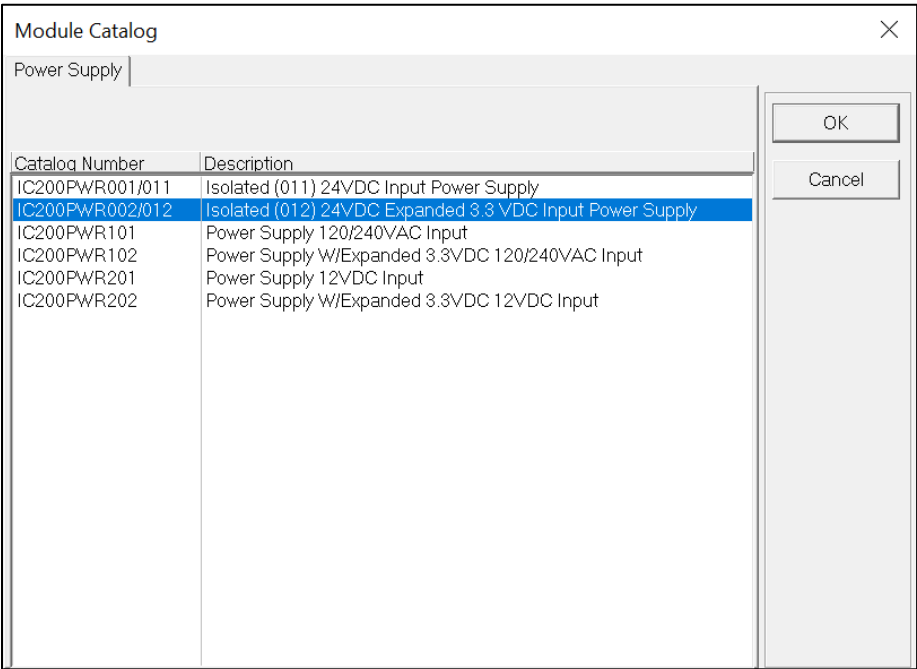 Module Catalog
Power Supply
OK
Cancel
Catalog Number Description
IC200PWR001/011 Isolated (011) 24VDC Input Power Supply
IC200PWR002/012 Isolated (012) 24VDC Expanded 3.3 VDC Input Power Supply
IC200PWR101 Power Supply 120/240VAC Input
IC200PWR102 Power Supply W/Expanded 3.3VDC 120/240VAC Input
IC200PWR201 Power Supply 12VDC Input
IC200PWR202 Power Supply W/Expanded 3.3VDC 12VDC Input